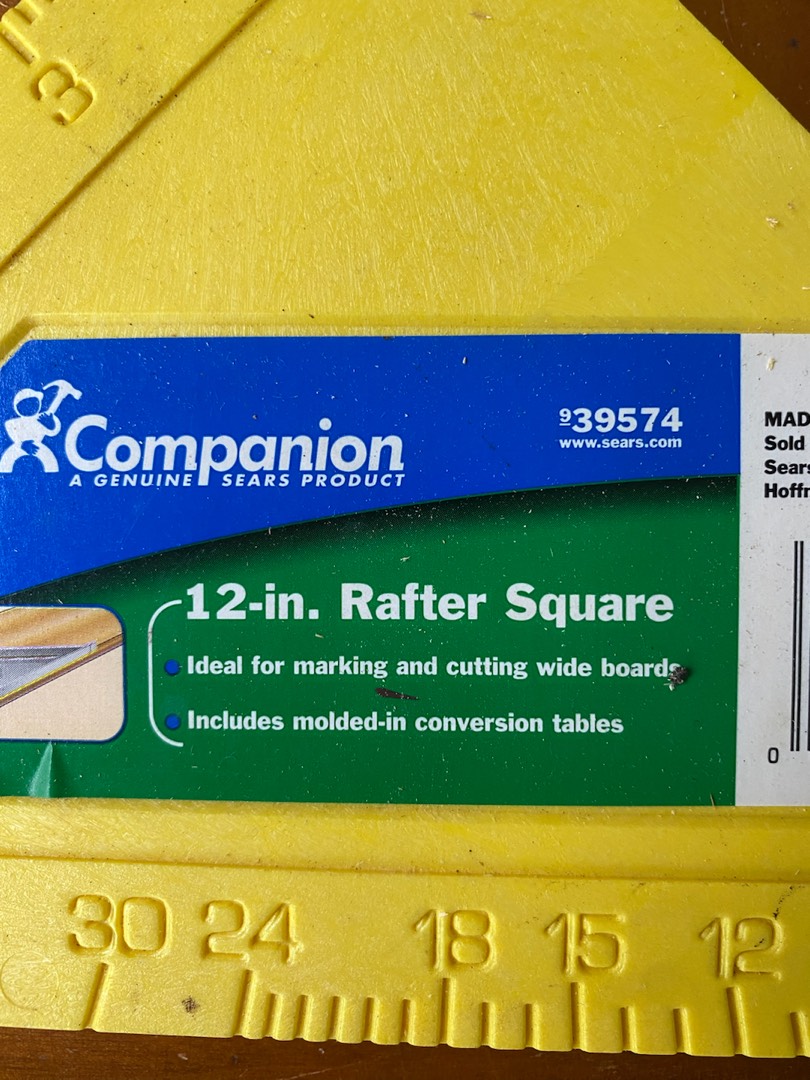 3
Companion
A GENUINE SEARS PRODUCT
939574
www.sears.com
MAD
Sold
Sears
Hoffr
12-in. Rafter Square
Ideal for marking and cutting wide boards
Includes molded-in conversion tables
0
30 24 18 15 12